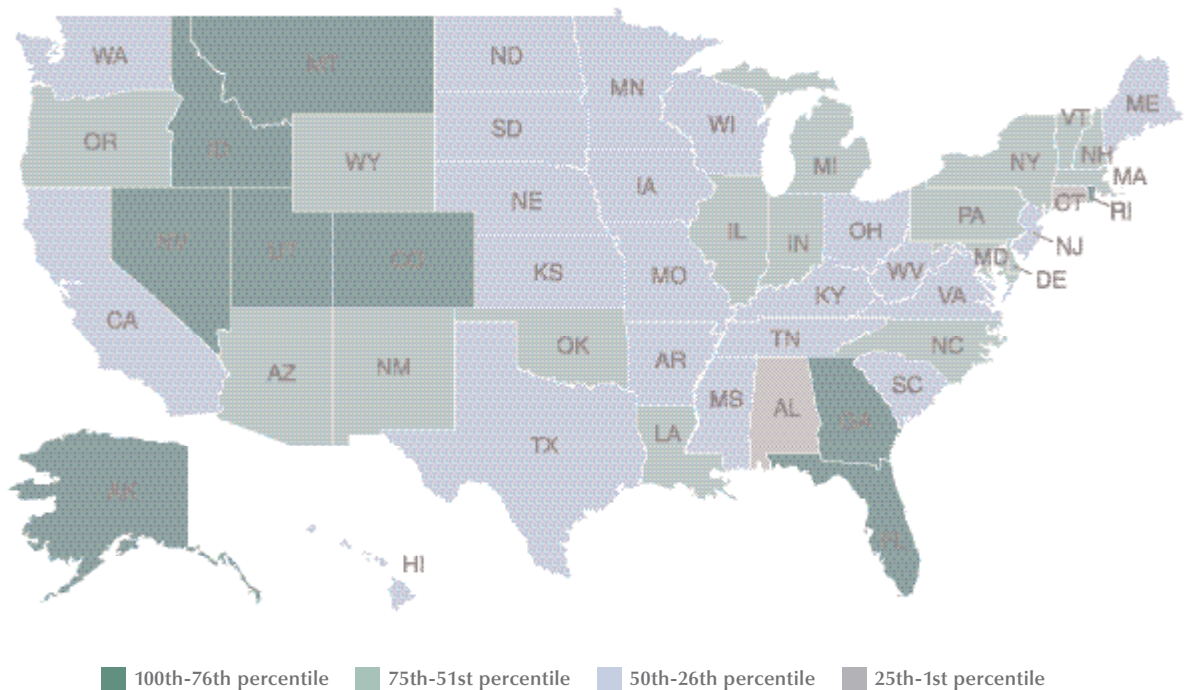 WA
MT
ND
MN
ME
OR
ID
SD
WI
VT
WY
MI
NY
NH
MA
NE
IA
CT
RI
PA
NV
UT
CO
IL
IN
OH
NJ
KS
MO
WV
MD
DE
KY
VA
CA
TN
NC
AZ
NM
OK
AR
SC
MS
AL
GA
LA
TX
AK
FL
HI
100th-76th percentile 75th-51st percentile 50th-26th percentile 25th-1st percentile